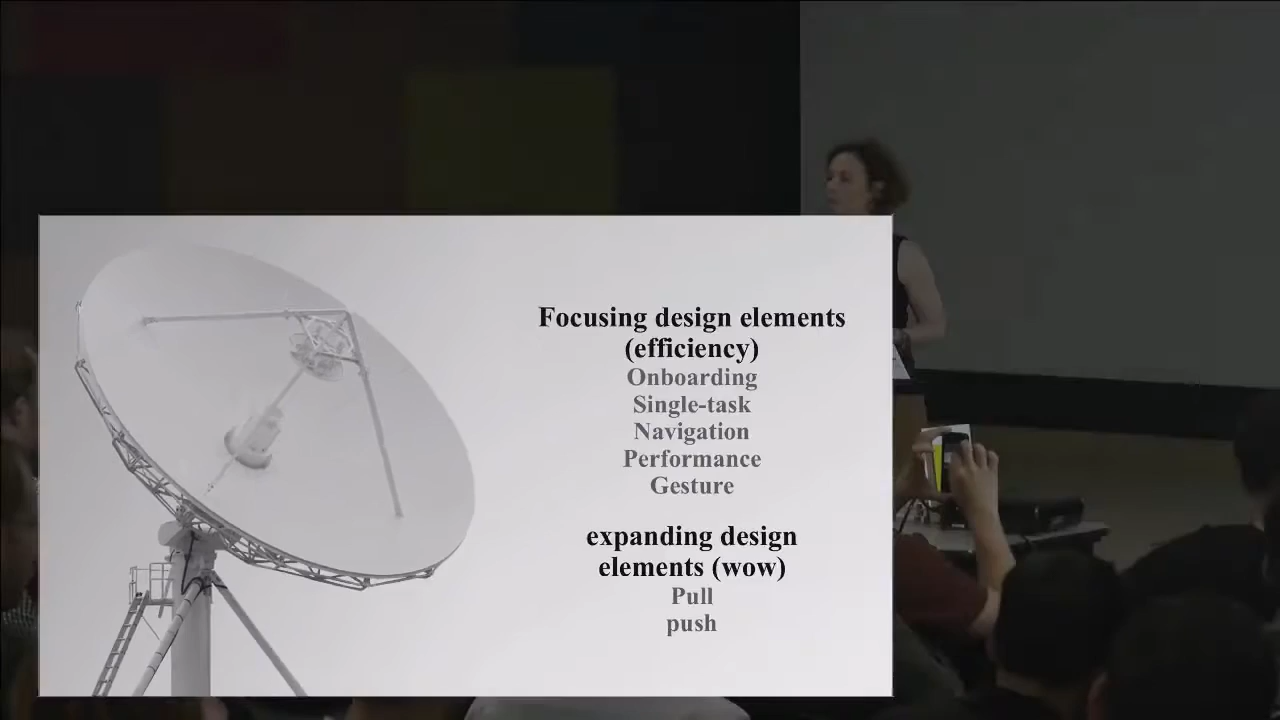 Focusing design elements
(efficiency)
Onboarding
Single-task
Navigation
Performance
Gesture
expanding design
elements (wow)
Pull
push